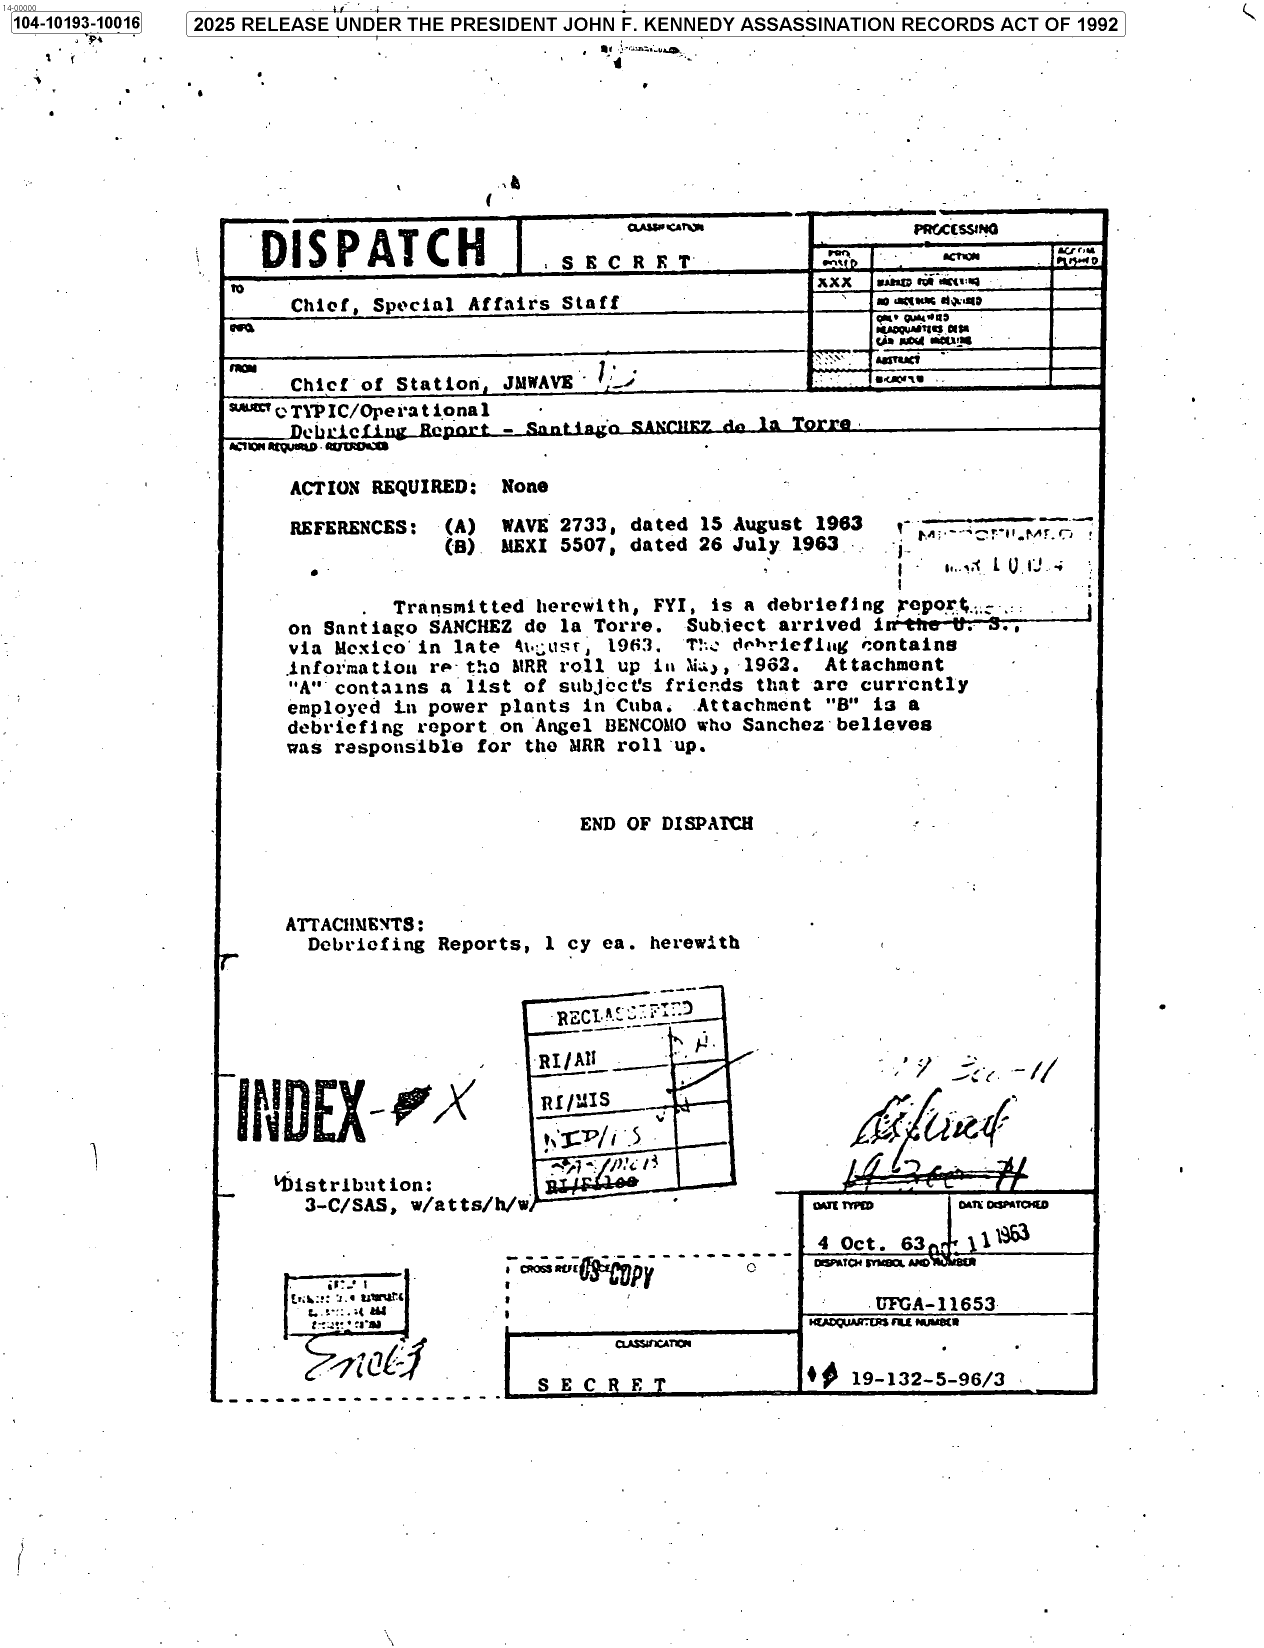 14-00000
104-10193-10016
2025 RELEASE UNDER THE PRESIDENT JOHN F. KENNEDY ASSASSINATION RECORDS ACT OF 1992
DISPATCH
CLASSIFICATION
SECRET
PROCESSING
PRO POSED
ACTION
ACCOM PLISHED
TO
Chief, Special Affairs Staff
XXX
MARKED FOR INDEXING
NO INDEXING REQUIRED
INFO.
ONLY QUALIFIED
HEADQUARTERS DESK
CAN JUDGE INDEXING
FROM
Chief of Station, JMWAVE
ABSTRACT
MICROFILM
SUBJECT
TYPIC/Operational
Debriefing Report - Santiago SANCHEZ de la Torre
ACTION REQUIRED - REFERENCES
ACTION REQUIRED: None
REFERENCES: (A) WAVE 2733, dated 15 August 1963
(B) MEXI 5507, dated 26 July 1963
MICROFILMED
Transmitted herewith, FYI, is a debriefing report
on Santiago SANCHEZ de la Torre. Subject arrived in the U. S.,
via Mexico in late August, 1963. The debriefing contains
information re the MRR roll up in May, 1963. Attachment
"A" contains a list of subject's friends that are currently
employed in power plants in Cuba. Attachment "B" is a
debriefing report on Angel BENCOMO who Sanchez believes
was responsible for the MRR roll up.
END OF DISPATCH
ATTACHMENTS:
Debriefing Reports, 1 cy ea. herewith
RECLASSIFIED
RI/AN
RI/MIS
RI/Files
INDEX
X
Distribution:
3-C/SAS, w/atts/h/w/
DATE TYPED
DATE DISPATCHED
4 Oct. 63
11 1963
CROSS REFERENCE
CS COPY
DISPATCH SYMBOL AND NUMBER
UFGA-11653
HEADQUARTERS FILE NUMBER
19-132-5-96/3
CLASSIFICATION
SECRET